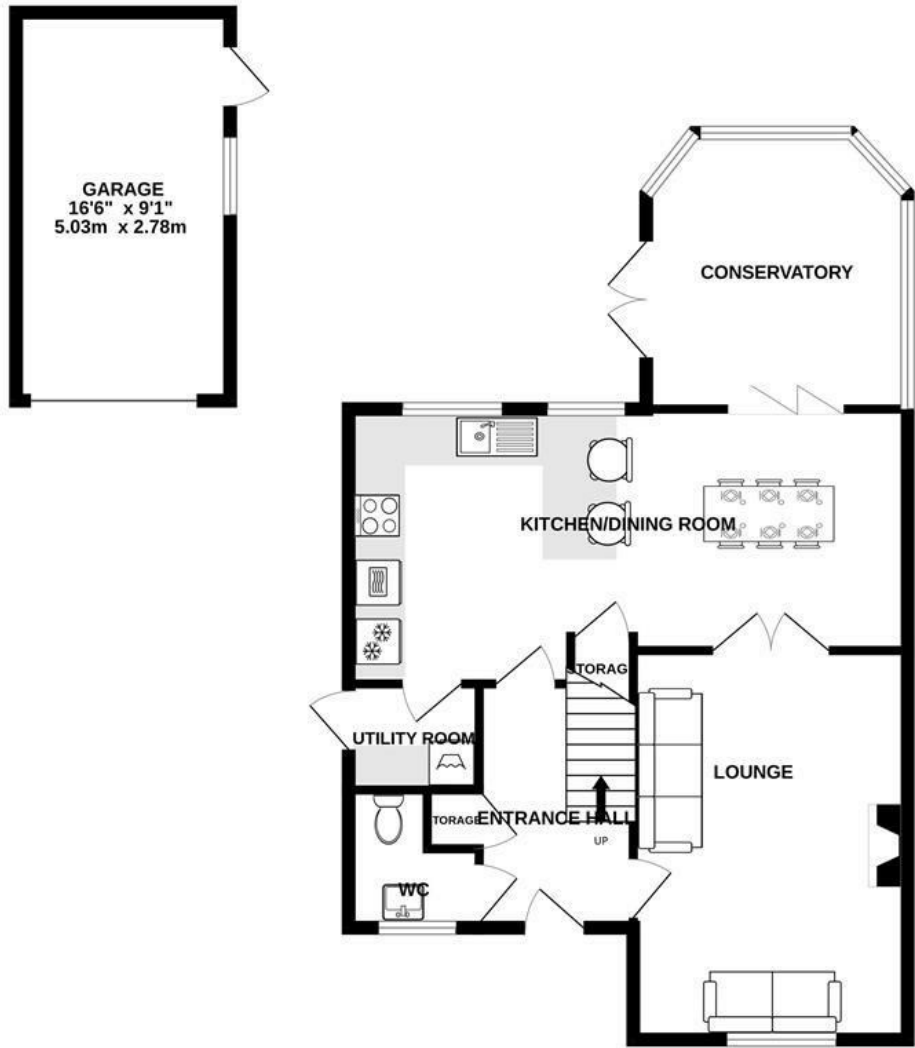 GARAGE
16'6" x 9'1"
5.03m x 2.78m
CONSERVATORY
KITCHEN/DINING ROOM
STORAG
UTILITY ROOM
LOUNGE
TORAGE
ENTRANCE HALL
UP
WC